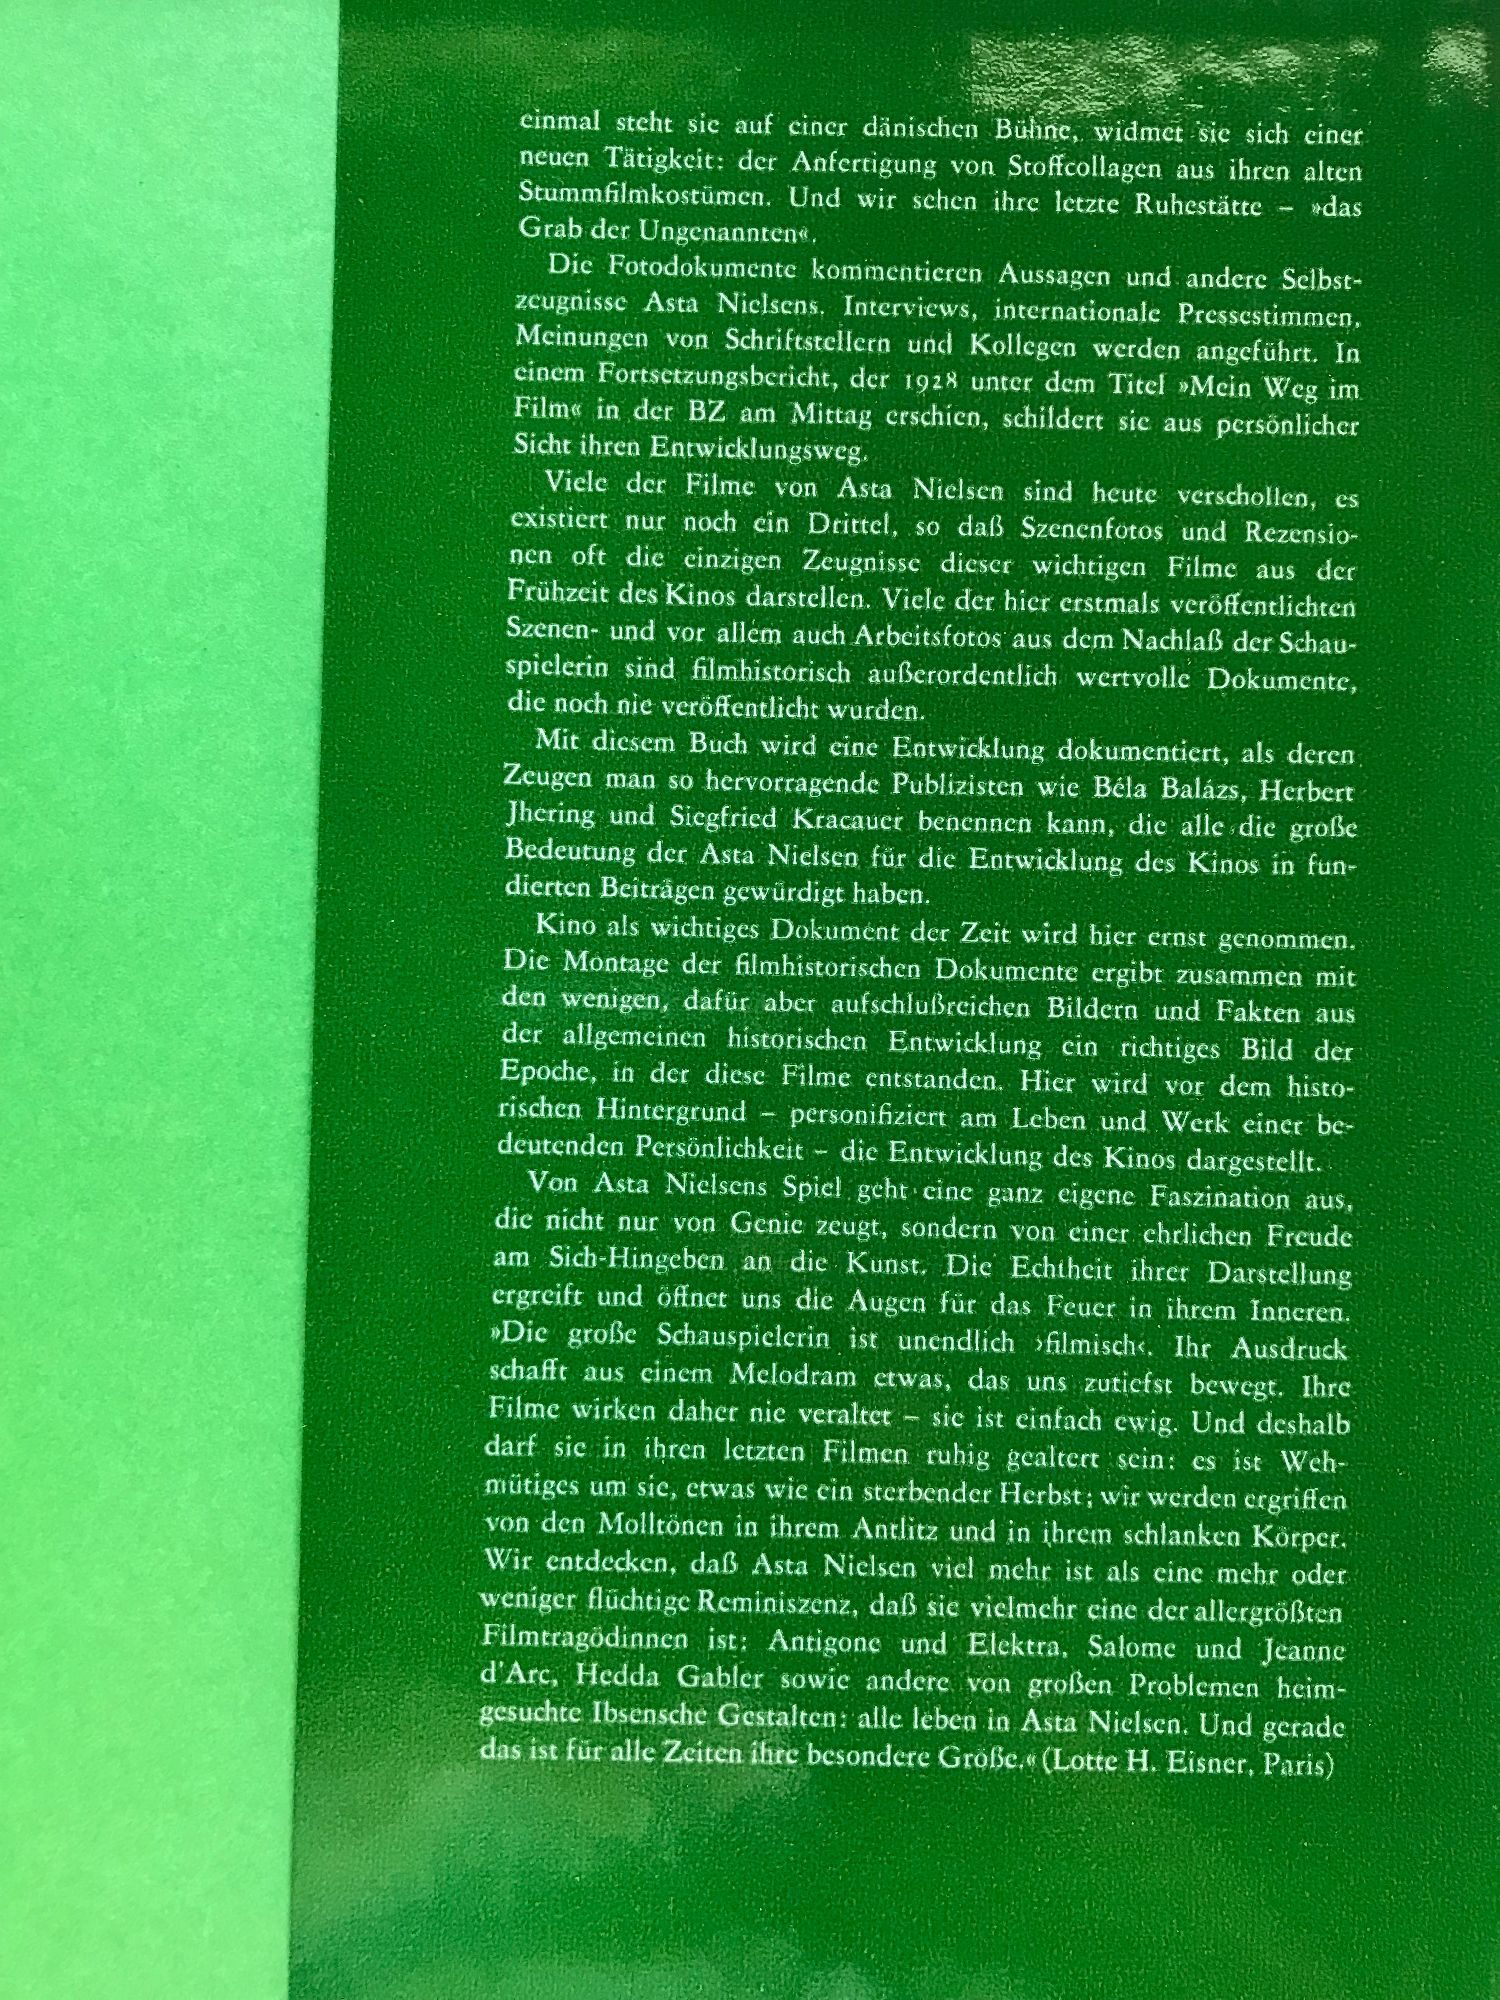 einmal steht sie auf einer dänischen Bühne, widmet sie sich einer
neuen Tätigkeit: der Anfertigung von Stoffcollagen aus ihren alten
Stummfilmkostümen. Und wir sehen ihre letzte Ruhestätte – »das
Grab der Ungenannten«.
Die Fotodokumente kommentieren Aussagen und andere Selbst-
zeugnisse Asta Nielsens. Interviews, internationale Pressestimmen,
Meinungen von Schriftstellern und Kollegen werden angeführt. In
einem Fortsetzungsbericht, der 1928 unter dem Titel »Mein Weg im
Film« in der BZ am Mittag erschien, schildert sie aus persönlicher
Sicht ihren Entwicklungsweg.
Viele der Filme von Asta Nielsen sind heute verschollen, es
existiert nur noch ein Drittel, so daß Szenenfotos und Rezensio-
nen oft die einzigen Zeugnisse dieser wichtigen Filme aus der
Frühzeit des Kinos darstellen. Viele der hier erstmals veröffentlichten
Szenen- und vor allem auch Arbeitsfotos aus dem Nachlaß der Schau-
spielerin sind filmhistorisch außerordentlich wertvolle Dokumente,
die noch nie veröffentlicht wurden.
Mit diesem Buch wird eine Entwicklung dokumentiert, als deren
Zeugen man so hervorragende Publizisten wie Béla Balázs, Herbert
Jhering und Siegfried Kracauer benennen kann, die alle die große
Bedeutung der Asta Nielsen für die Entwicklung des Kinos in fun-
dierten Beiträgen gewürdigt haben.
Kino als wichtiges Dokument der Zeit wird hier ernst genommen.
Die Montage der filmhistorischen Dokumente ergibt zusammen mit
den wenigen, dafür aber aufschlußreichen Bildern und Fakten aus
der allgemeinen historischen Entwicklung ein richtiges Bild der
Epoche, in der diese Filme entstanden. Hier wird vor dem histo-
rischen Hintergrund – personifiziert am Leben und Werk einer be-
deutenden Persönlichkeit – die Entwicklung des Kinos dargestellt.
Von Asta Nielsens Spiel geht eine ganz eigene Faszination aus,
die nicht nur von Genie zeugt, sondern von einer ehrlichen Freude
am Sich-Hingeben an die Kunst. Die Echtheit ihrer Darstellung
ergreift und öffnet uns die Augen für das Feuer in ihrem Inneren.
»Die große Schauspielerin ist unendlich ›filmisch‹. Ihr Ausdruck
schafft aus einem Melodram etwas, das uns zutiefst bewegt. Ihre
Filme wirken daher nie veraltet – sie ist einfach ewig. Und deshalb
darf sie in ihren letzten Filmen ruhig gealtert sein: es ist Weh-
mütiges um sie, etwas wie ein sterbender Herbst; wir werden ergriffen
von den Molltönen in ihrem Antlitz und in ihrem schlanken Körper.
Wir entdecken, daß Asta Nielsen viel mehr ist als eine mehr oder
weniger flüchtige Reminiszenz, daß sie vielmehr eine der allergrößten
Filmtragödinnen ist: Antigone und Elektra, Salome und Jeanne
d'Arc, Hedda Gabler sowie andere von großen Problemen heim-
gesuchte Ibsensche Gestalten: alle leben in Asta Nielsen. Und gerade
das ist für alle Zeiten ihre besondere Größe.« (Lotte H. Eisner, Paris)